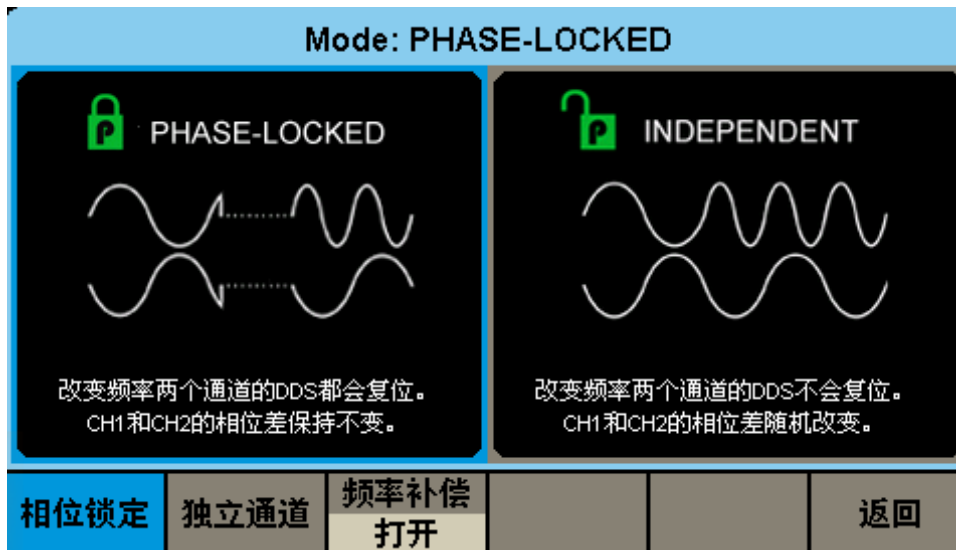 Mode: PHASE-LOCKED
P PHASE-LOCKED
改变频率两个通道的DDS都会复位。
CH1和CH2的相位差保持不变。
P INDEPENDENT
改变频率两个通道的DDS不会复位。
CH1和CH2的相位差随机改变。
相位锁定
独立通道
频率补偿
打开
返回